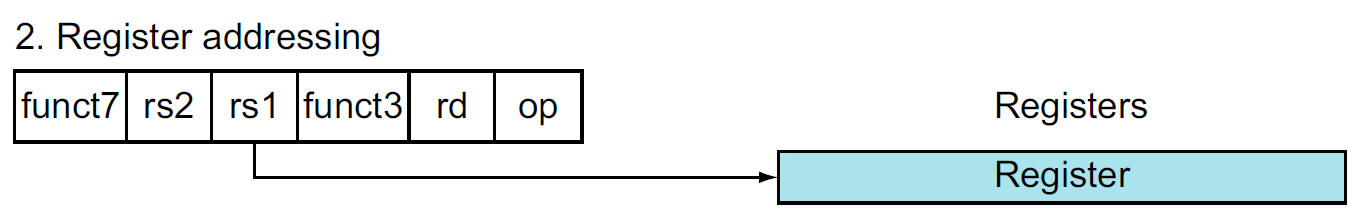 2. Register addressing
funct7 rs2 rs1 funct3 rd op
Registers
Register